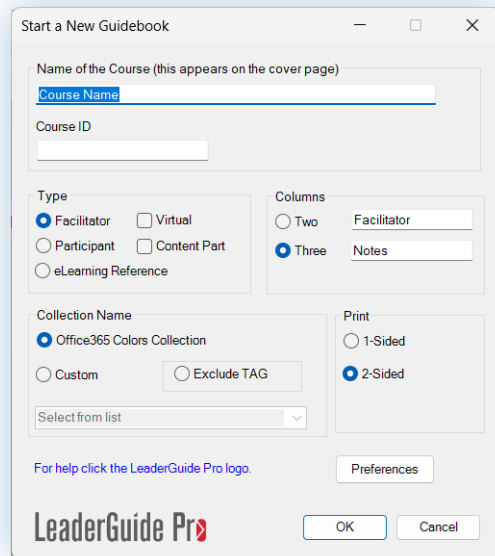 Start a New Guidebook
Name of the Course (this appears on the cover page)
Course Name
Course ID
Type
Facilitator
Virtual
Participant
Content Part
eLearning Reference
Columns
Two
Facilitator
Three
Notes
Collection Name
Office365 Colors Collection
Custom
Exclude TAG
Select from list
Print
1-Sided
2-Sided
For help click the LeaderGuide Pro logo.
Preferences
LeaderGuide Pro
OK
Cancel